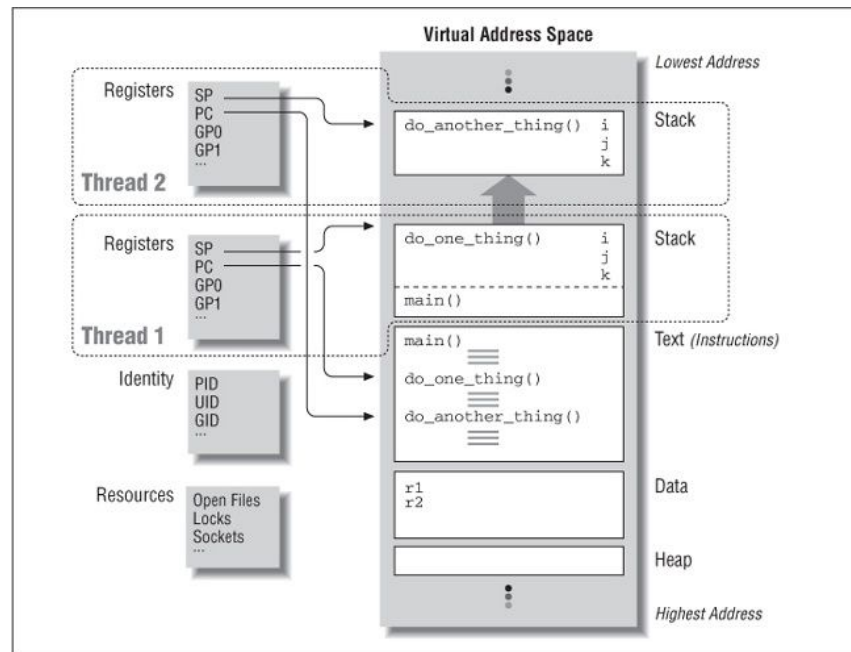 Virtual Address Space
Lowest Address
Registers
SP
PC
GP0
GP1
...
Thread 2
do_another_thing() i
j
k
Stack
Registers
SP
PC
GP0
GP1
...
Thread 1
do_one_thing() i
j
k
main()
Stack
main()
do_one_thing()
do_another_thing()
Text (Instructions)
Identity
PID
UID
GID
...
Resources
Open Files
Locks
Sockets
...
r1
r2
Data
Heap
Highest Address